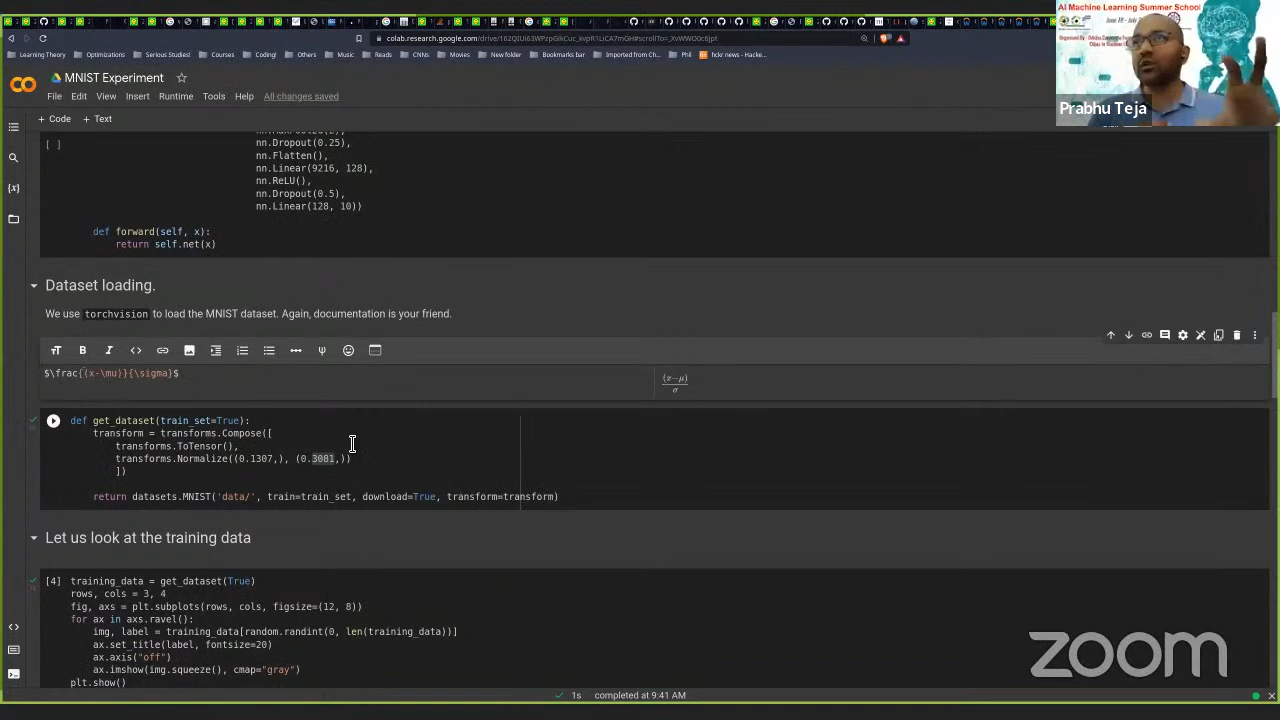 colab.research.google.com/drive/
Learning Theory
MNIST Experiment
File Edit View Insert Runtime Tools Help All changes saved
+ Code + Text
[ ]
nn.Dropout(0.25),
nn.Flatten(),
nn.Linear(9216, 128),
nn.ReLU(),
nn.Dropout(0.5),
nn.Linear(128, 10))
def forward(self, x):
return self.net(x)
Dataset loading.
We use torchvision to load the MNIST dataset. Again, documentation is your friend.
$\frac{(x-\mu)}{\sigma}$
(x−μ)
σ
def get_dataset(train_set=True):
transform = transforms.Compose([
transforms.ToTensor(),
transforms.Normalize((0.1307,), (0.3081,))
])
return datasets.MNIST('data/', train=train_set, download=True, transform=transform)
Let us look at the training data
[4] training_data = get_dataset(True)
rows, cols = 3, 4
fig, axs = plt.subplots(rows, cols, figsize=(12, 8))
for ax in axs.ravel():
img, label = training_data[random.randint(0, len(training_data))]
ax.set_title(label, fontsize=20)
ax.axis("off")
ax.imshow(img.squeeze(), cmap="gray")
plt.show()
1s completed at 9:41 AM
AI Machine Learning Summer School
Prabhu Teja
zoom